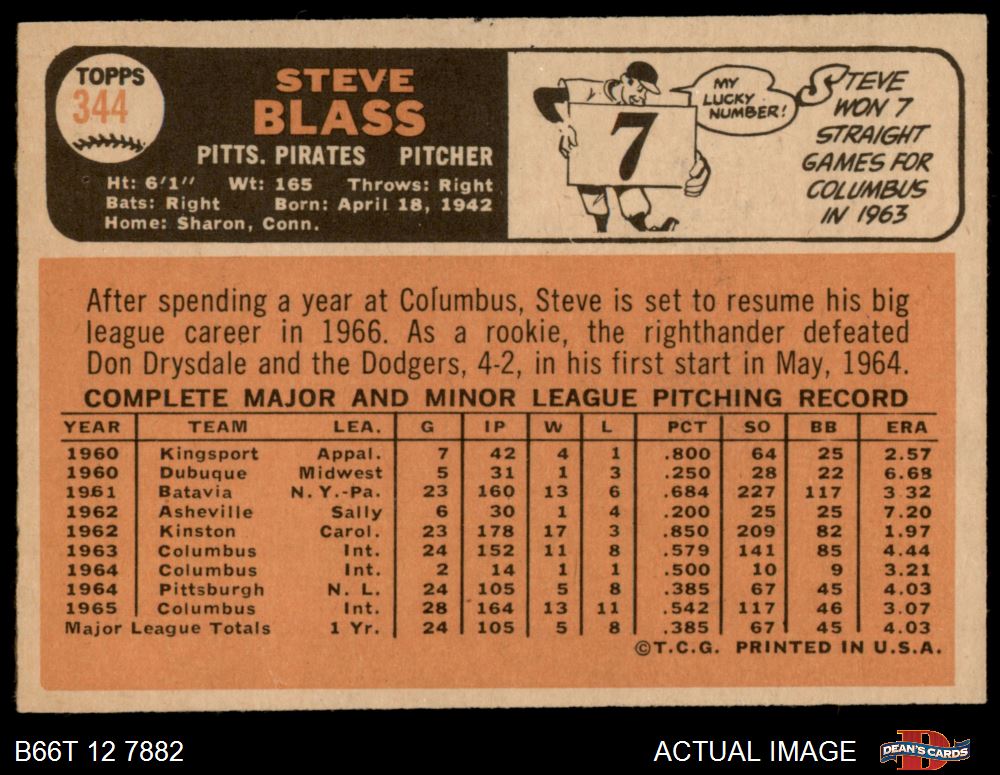 TOPPS
344
STEVE
BLASS
PITTS. PIRATES PITCHER
Ht: 6'1" Wt: 165 Throws: Right
Bats: Right Born: April 18, 1942
Home: Sharon, Conn.
7
MY
LUCKY
NUMBER!
STEVE
WON 7
STRAIGHT
GAMES FOR
COLUMBUS
IN 1963
After spending a year at Columbus, Steve is set to resume his big
league career in 1966. As a rookie, the righthander defeated
Don Drysdale and the Dodgers, 4-2, in his first start in May, 1964.
COMPLETE MAJOR AND MINOR LEAGUE PITCHING RECORD
YEAR TEAM LEA. G IP W L PCT SO BB ERA
1960 Kingsport Appal. 7 42 4 1 .800 64 25 2.57
1960 Dubuque Midwest 5 31 1 3 .250 28 22 6.68
1961 Batavia N.Y.-Pa. 23 160 13 6 .684 227 117 3.32
1962 Asheville Sally 6 30 1 4 .200 25 25 7.20
1962 Kinston Carol. 23 178 17 3 .850 209 82 1.97
1963 Columbus Int. 24 152 11 8 .579 141 85 4.44
1964 Columbus Int. 2 14 1 1 .500 10 9 3.21
1964 Pittsburgh N. L. 24 105 5 8 .385 67 45 4.03
1965 Columbus Int. 28 164 13 11 .542 117 46 3.07
Major League Totals 1 Yr. 24 105 5 8 .385 67 45 4.03
©T.C.G. PRINTED IN U.S.A.
B66T 12 7882
ACTUAL IMAGE
D
DEAN'S CARDS